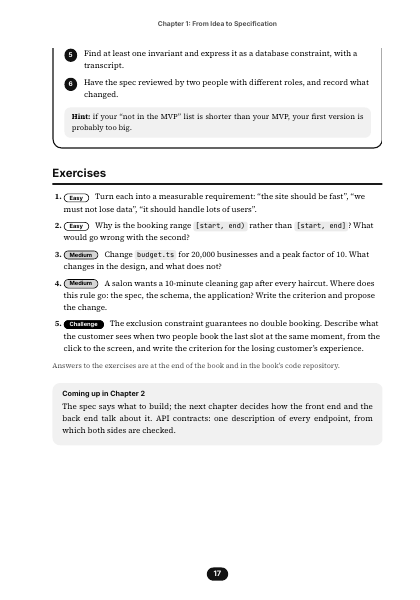 Chapter 1: From Idea to Specification
5 Find at least one invariant and express it as a database constraint, with a
transcript.
6 Have the spec reviewed by two people with different roles, and record what
changed.
Hint: if your “not in the MVP” list is shorter than your MVP, your first version is
probably too big.
Exercises
1. Easy Turn each into a measurable requirement: “the site should be fast”, “we
must not lose data”, “it should handle lots of users”.
2. Easy Why is the booking range [start, end) rather than [start, end]? What
would go wrong with the second?
3. Medium Change budget.ts for 20,000 businesses and a peak factor of 10. What
changes in the design, and what does not?
4. Medium A salon wants a 10-minute cleaning gap after every haircut. Where does
this rule go: the spec, the schema, the application? Write the criterion and propose
the change.
5. Challenge The exclusion constraint guarantees no double booking. Describe what
the customer sees when two people book the last slot at the same moment, from the
click to the screen, and write the criterion for the losing customer’s experience.
Answers to the exercises are at the end of the book and in the book’s code repository.
Coming up in Chapter 2
The spec says what to build; the next chapter decides how the front end and the
back end talk about it. API contracts: one description of every endpoint, from
which both sides are checked.
17